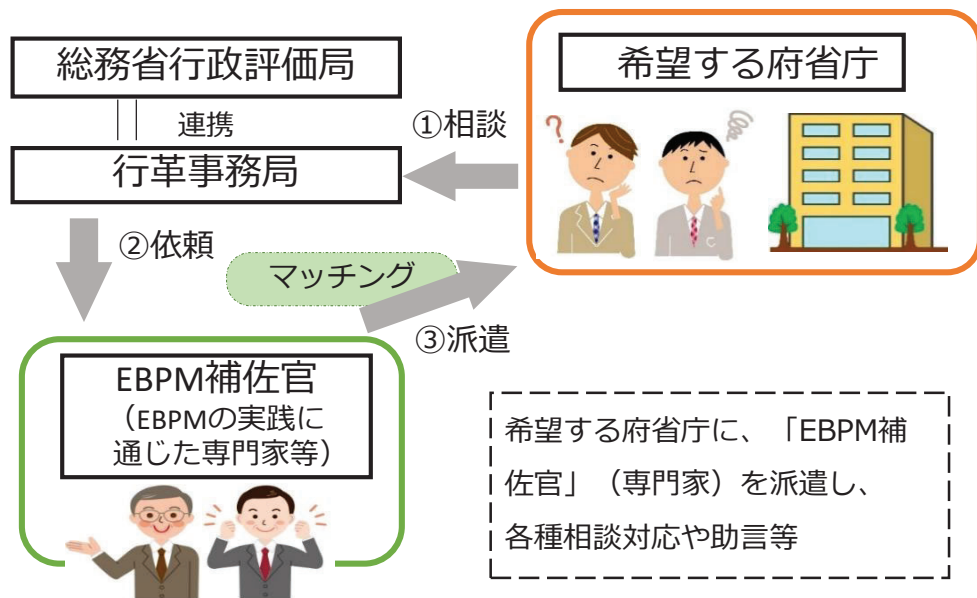 総務省行政評価局
連携
行革事務局
①相談
希望する府省庁
?
②依頼
マッチング
③派遣
EBPM補佐官
（EBPMの実践に
通じた専門家等）
希望する府省庁に、「EBPM補
佐官」（専門家）を派遣し、
各種相談対応や助言等